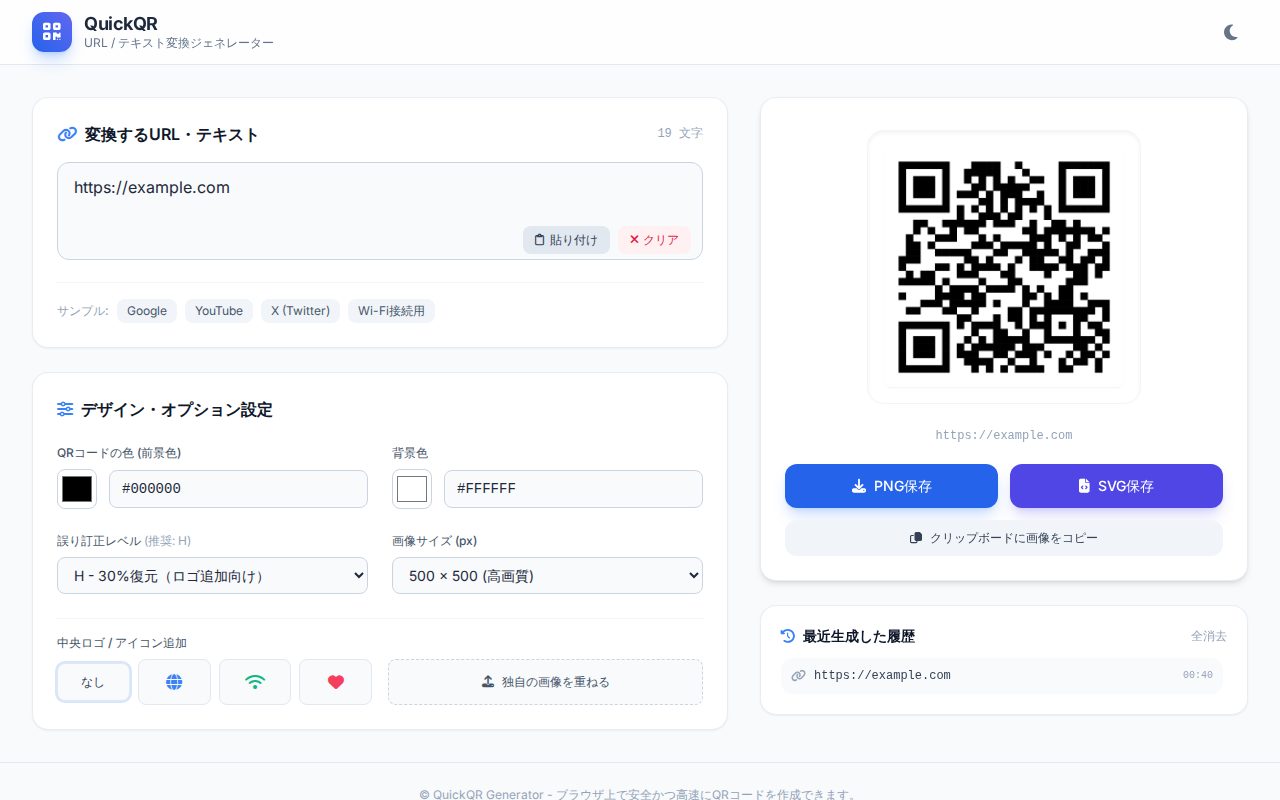 QuickQR
URL / テキスト変換ジェネレーター
変換するURL・テキスト
19 文字
https://example.com
貼り付け
クリア
サンプル:
Google
YouTube
X (Twitter)
Wi-Fi接続用
デザイン・オプション設定
QRコードの色 (前景色)
背景色
#000000
#FFFFFF
誤り訂正レベル (推奨: H)
画像サイズ (px)
H - 30%復元（ロゴ追加向け）
500 × 500 (高画質)
中央ロゴ / アイコン追加
なし
独自の画像を重ねる
https://example.com
PNG保存
SVG保存
クリップボードに画像をコピー
最近生成した履歴
全消去
https://example.com
00:40
© QuickQR Generator - ブラウザ上で安全かつ高速にQRコードを作成できます。